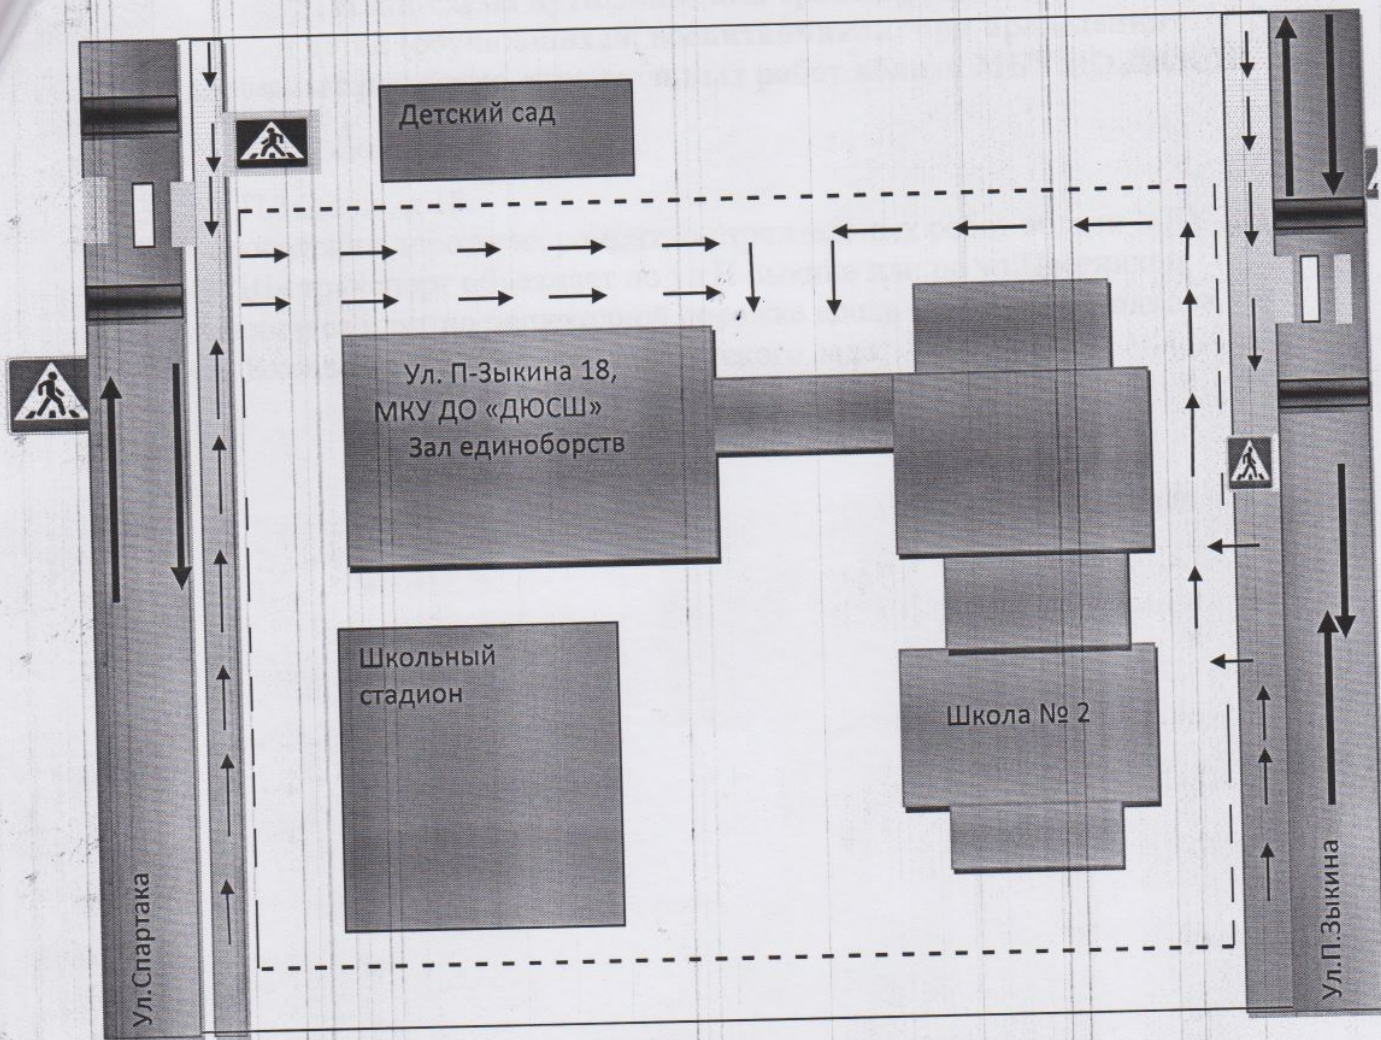 Детский сад
Ул. П-Зыкина 18,
МКУ ДО «ДЮСШ»
Зал единоборств
Школьный
стадион
Школа № 2
Ул.Спартака
Ул.П.Зыкина